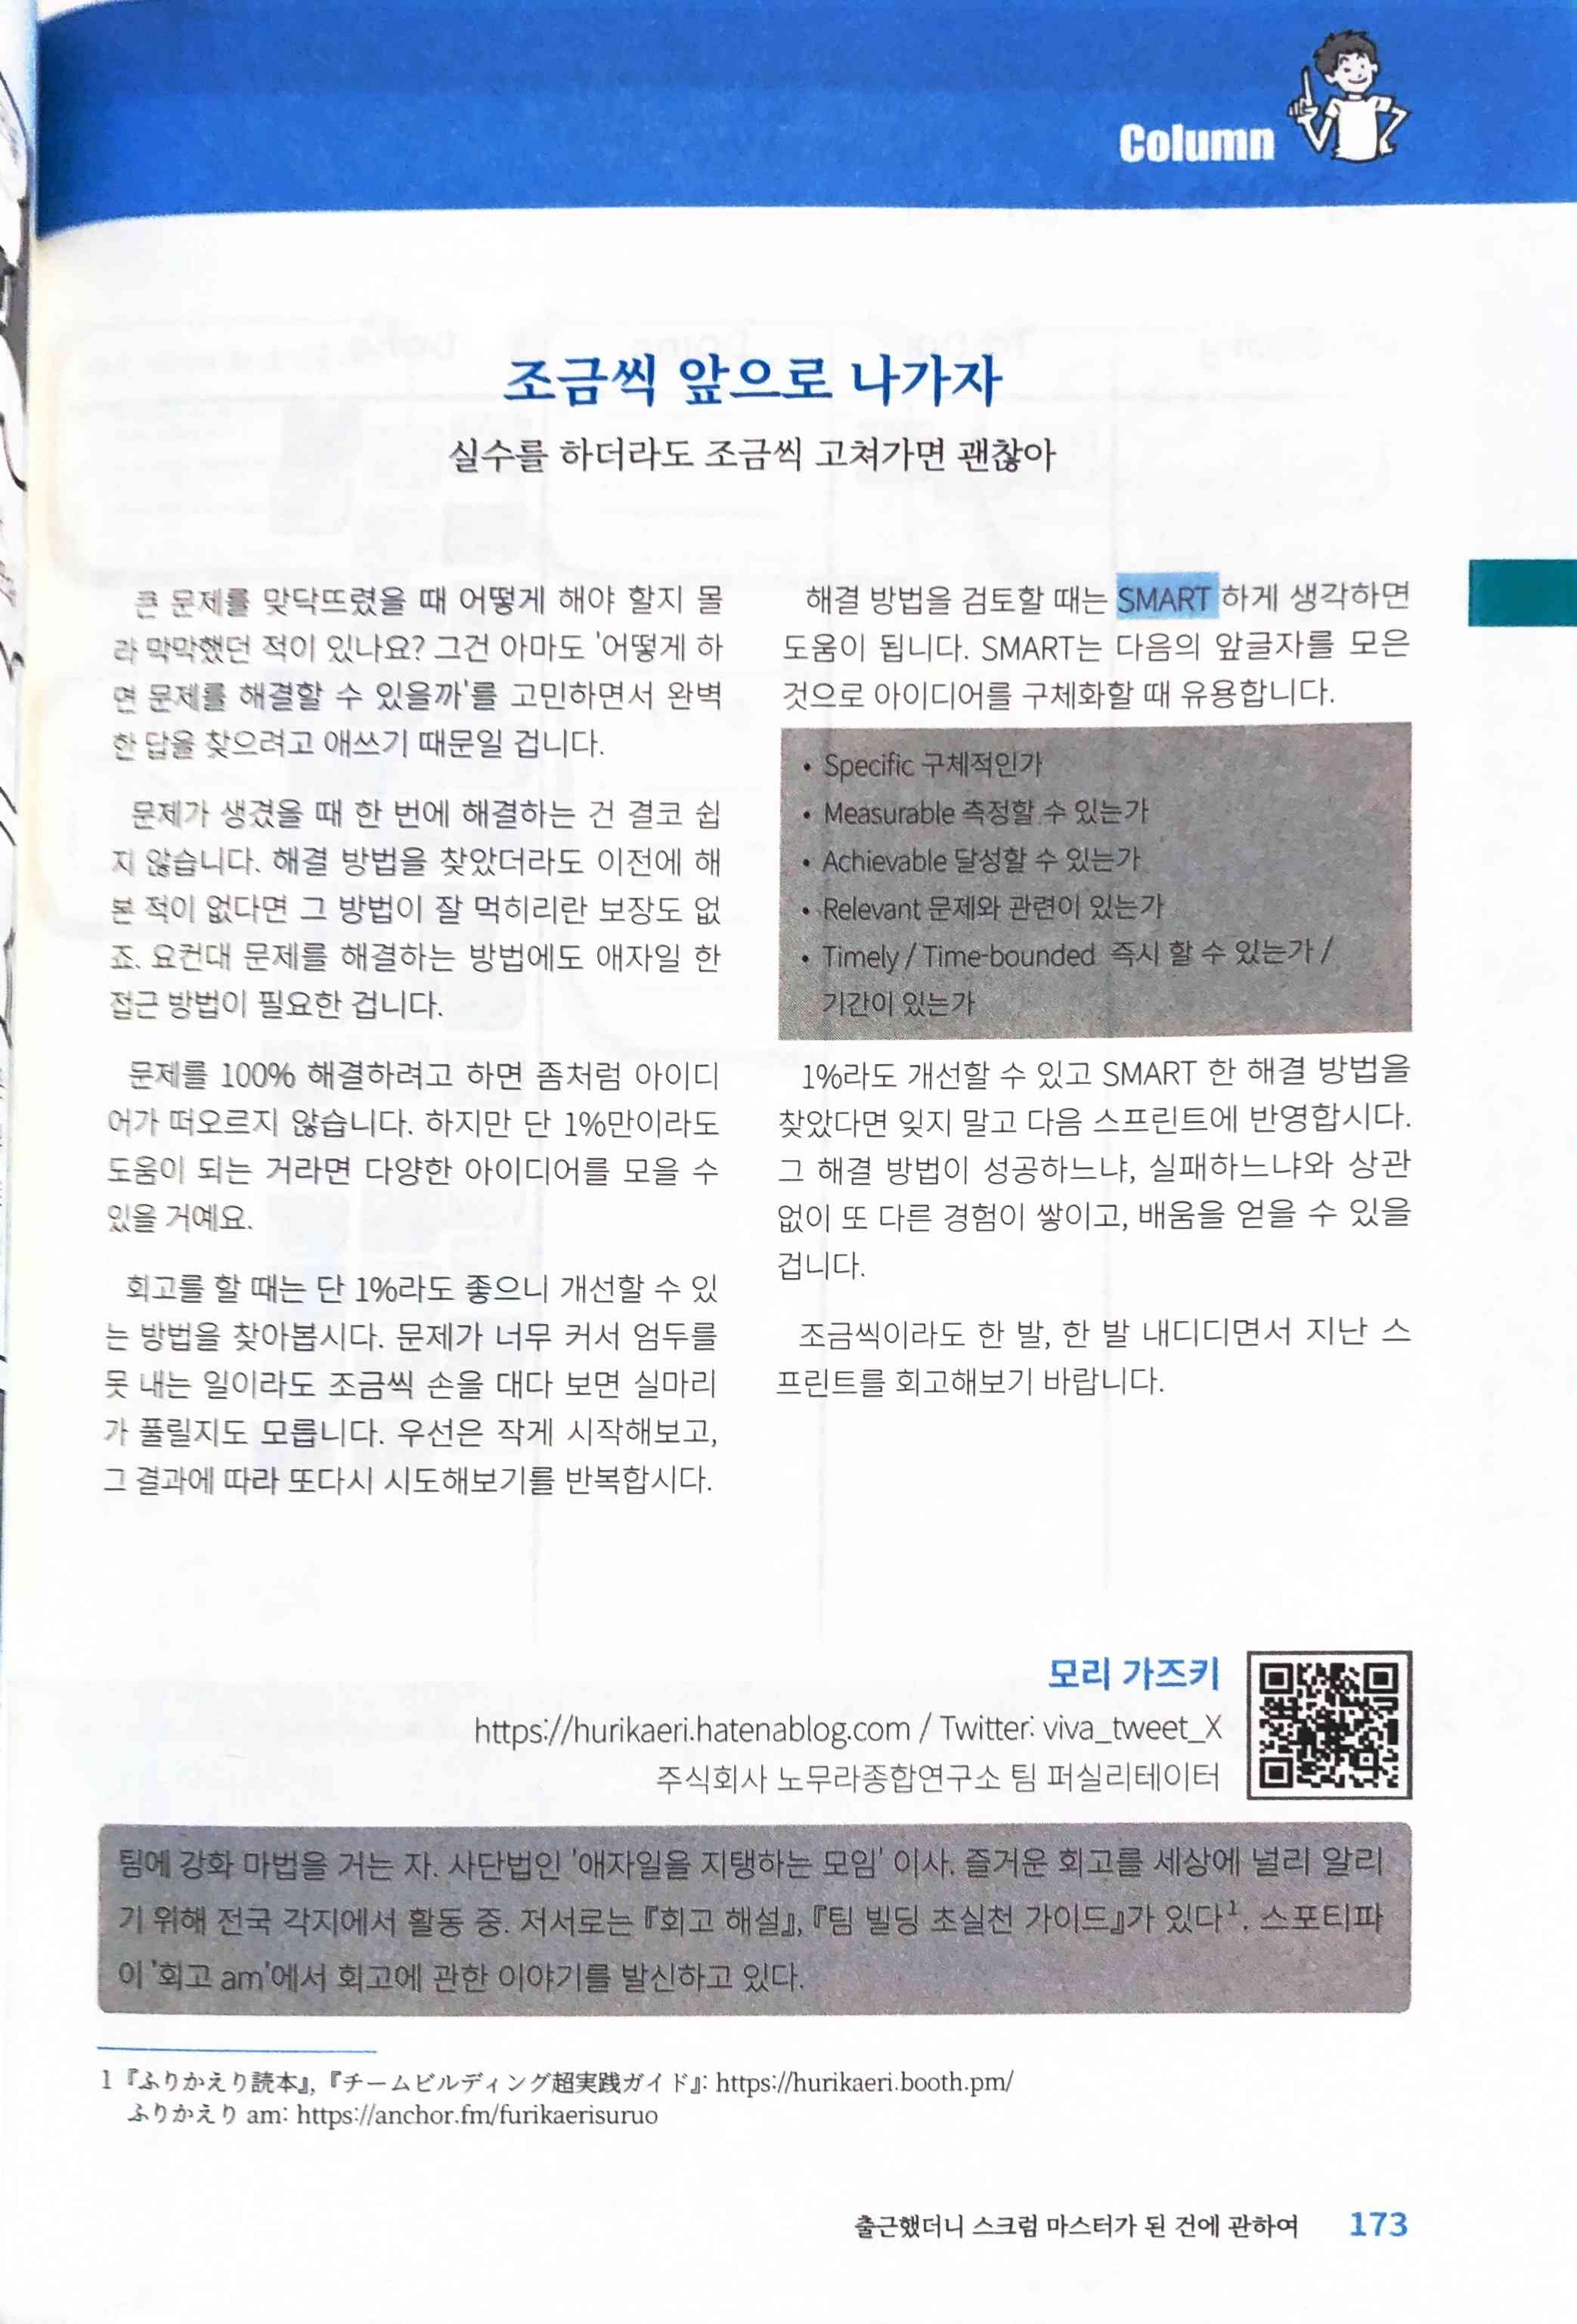 Column
조금씩 앞으로 나가자
실수를 하더라도 조금씩 고쳐가면 괜찮아
큰 문제를 맞닥뜨렸을 때 어떻게 해야 할지 몰
라 막막했던 적이 있나요? 그건 아마도 '어떻게 하
면 문제를 해결할 수 있을까'를 고민하면서 완벽
한 답을 찾으려고 애쓰기 때문일 겁니다.
문제가 생겼을 때 한 번에 해결하는 건 결코 쉽
지 않습니다. 해결 방법을 찾았더라도 이전에 해
본 적이 없다면 그 방법이 잘 먹히리란 보장도 없
죠. 요컨대 문제를 해결하는 방법에도 애자일 한
접근 방법이 필요한 겁니다.
문제를 100% 해결하려고 하면 좀처럼 아이디
어가 떠오르지 않습니다. 하지만 단 1%만이라도
도움이 되는 거라면 다양한 아이디어를 모을 수
있을 거예요.
회고를 할 때는 단 1%라도 좋으니 개선할 수 있
는 방법을 찾아봅시다. 문제가 너무 커서 엄두를
못 내는 일이라도 조금씩 손을 대다 보면 실마리
가 풀릴지도 모릅니다. 우선은 작게 시작해보고,
그 결과에 따라 또다시 시도해보기를 반복합시다.
해결 방법을 검토할 때는 SMART 하게 생각하면
도움이 됩니다. SMART는 다음의 앞글자를 모은
것으로 아이디어를 구체화할 때 유용합니다.
• Specific 구체적인가
• Measurable 측정할 수 있는가
• Achievable 달성할 수 있는가
• Relevant 문제와 관련이 있는가
• Timely / Time-bounded 즉시 할 수 있는가 /
기간이 있는가
1%라도 개선할 수 있고 SMART 한 해결 방법을
찾았다면 잊지 말고 다음 스프린트에 반영합시다.
그 해결 방법이 성공하느냐, 실패하느냐와 상관
없이 또 다른 경험이 쌓이고, 배움을 얻을 수 있을
겁니다.
조금씩이라도 한 발, 한 발 내디디면서 지난 스
프린트를 회고해보기 바랍니다.
모리 가즈키
https://hurikaeri.hatenablog.com / Twitter: viva_tweet_X
주식회사 노무라종합연구소 팀 퍼실리테이터
팀에 강화 마법을 거는 자. 사단법인 '애자일을 지탱하는 모임' 이사. 즐거운 회고를 세상에 널리 알리
기 위해 전국 각지에서 활동 중. 저서로는 『회고 해설』, 『팀 빌딩 초실천 가이드』가 있다¹. 스포티파
이 '회고 am'에서 회고에 관한 이야기를 발신하고 있다.
1 『ふりかえり読本』, 『チームビルディング超実践ガイド』: https://hurikaeri.booth.pm/
ふりかえり am: https://anchor.fm/furikaerisuruo
출근했더니 스크럼 마스터가 된 건에 관하여 173